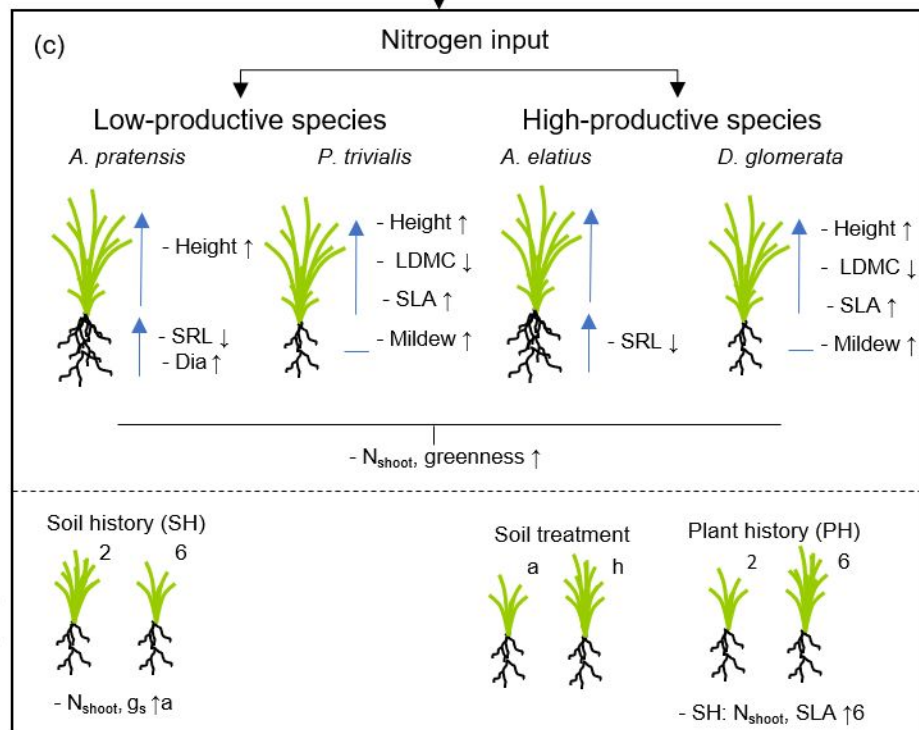 (c)
Nitrogen input
Low-productive species
High-productive species
A. pratensis
P. trivialis
A. elatius
D. glomerata
- Height ↑
- SRL ↓
- Dia ↑
- Height ↑
- LDMC ↓
- SLA ↑
- Mildew ↑
- SRL ↓
- Height ↑
- LDMC ↓
- SLA ↑
- Mildew ↑
- Nshoot, greenness ↑
Soil history (SH)
2 6
- Nshoot, gs ↑a
Soil treatment
a h
Plant history (PH)
2 6
- SH: Nshoot, SLA ↑6